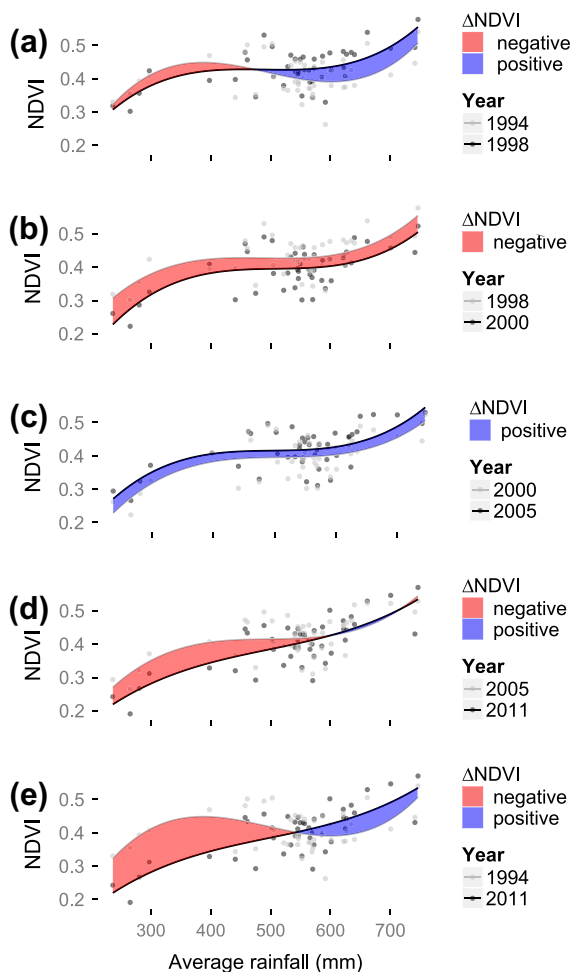 (a)
NDVI
0.5
0.4
0.3
0.2
ΔNDVI
negative
positive
Year
1994
1998
(b)
NDVI
0.5
0.4
0.3
0.2
ΔNDVI
negative
Year
1998
2000
(c)
NDVI
0.5
0.4
0.3
0.2
ΔNDVI
positive
Year
2000
2005
(d)
NDVI
0.5
0.4
0.3
0.2
ΔNDVI
negative
positive
Year
2005
2011
(e)
NDVI
0.5
0.4
0.3
0.2
ΔNDVI
negative
positive
Year
1994
2011
300 400 500 600 700
Average rainfall (mm)